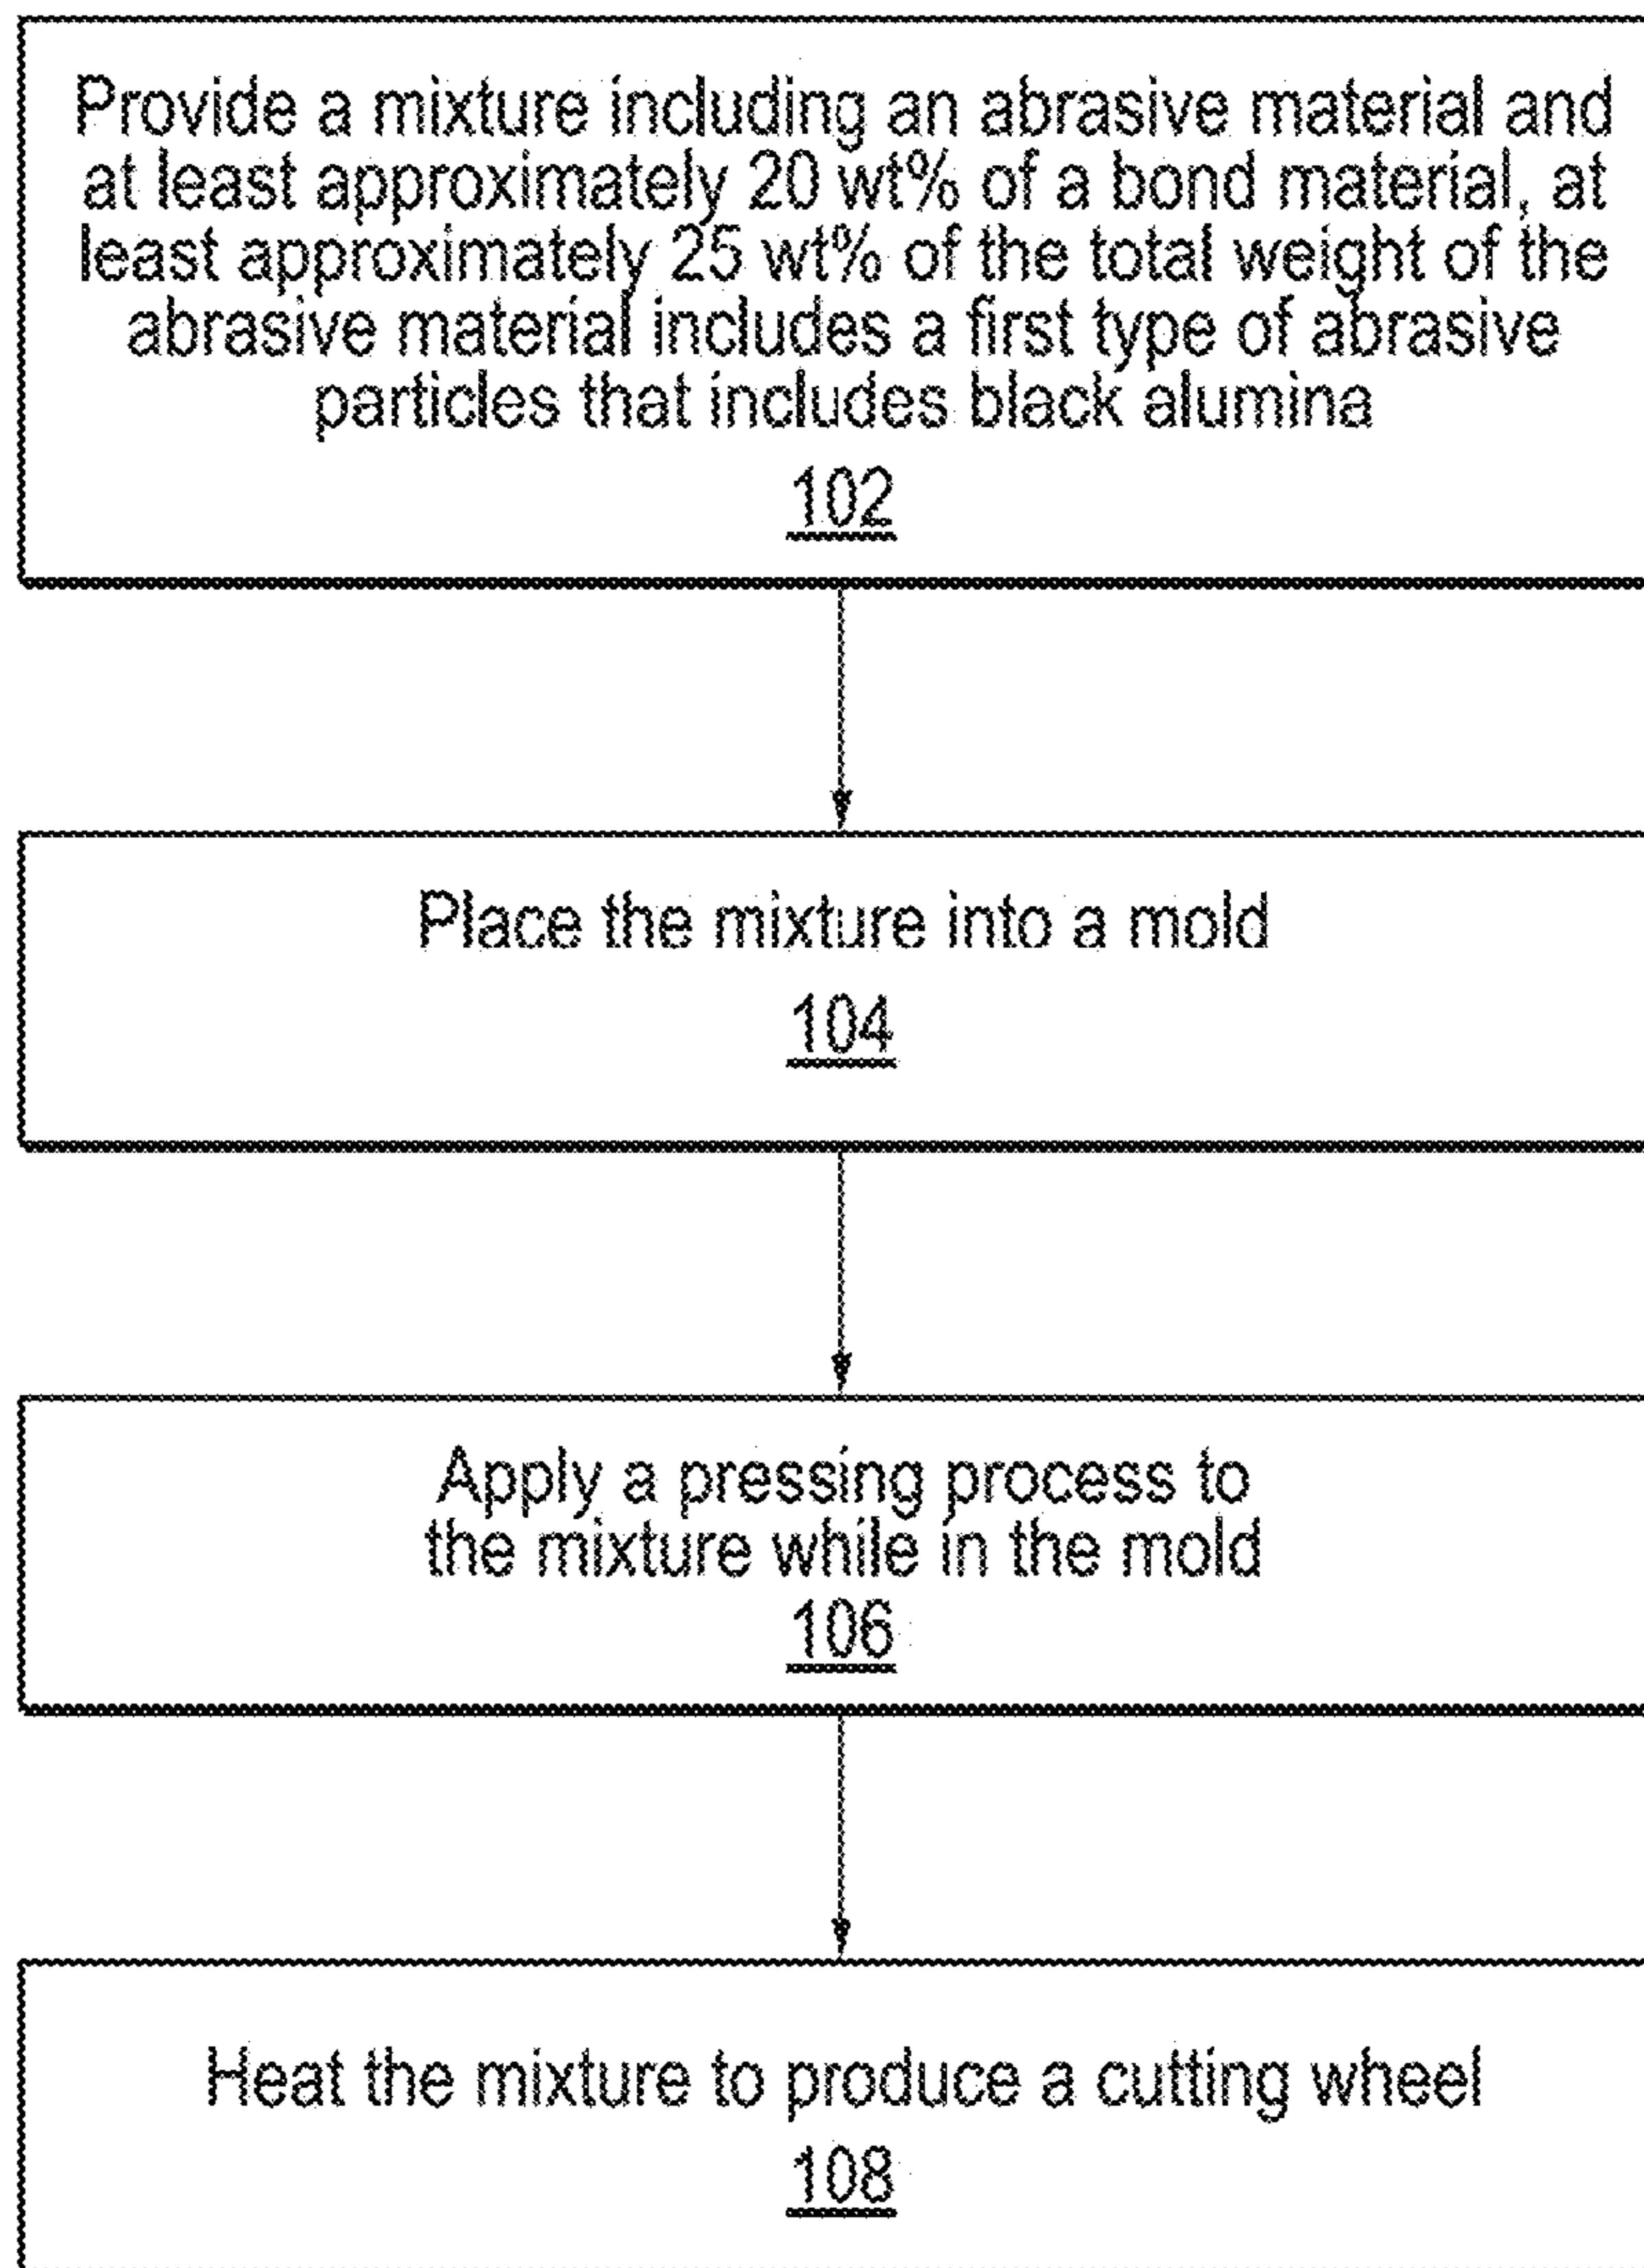 Provide a mixture including an abrasive material and
at least approximately 20 wt% of a bond material, at
least approximately 25 wt% of the total weight of the
abrasive material includes a first type of abrasive
particles that includes black alumina
102
Place the mixture into a mold
104
Apply a pressing process to
the mixture while in the mold
106
Heat the mixture to produce a cutting wheel
108